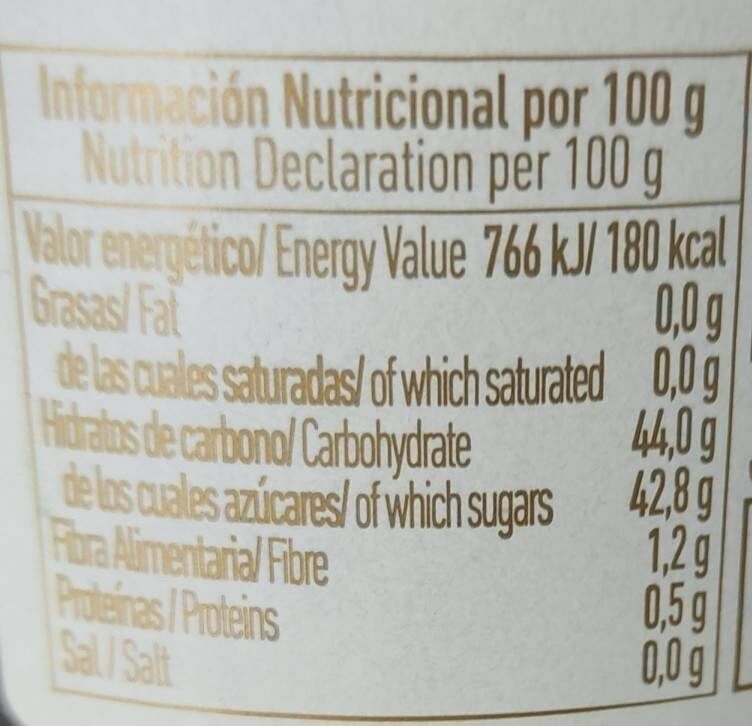 Información Nutricional por 100 g
Nutrition Declaration per 100 g
Valor energético/ Energy Value 766 kJ/ 180 kcal
Grasas/ Fat 0,0 g
de las cuales saturadas/ of which saturated 0,0 g
Hidratos de carbono/ Carbohydrate 44,0 g
de los cuales azúcares/ of which sugars 42,8 g
Fibra Alimentaria/ Fibre 1,2 g
Proteínas / Proteins 0,5 g
Sal / Salt 0,0 g